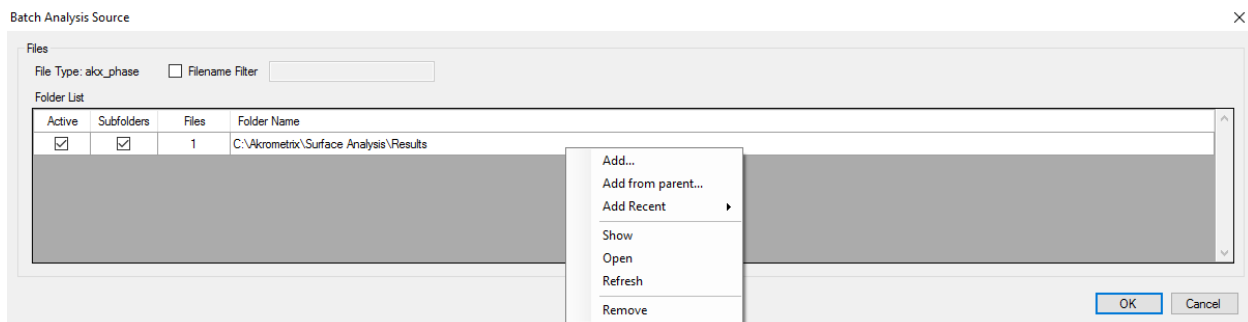 Batch Analysis Source
Files
File Type: akx_phase Filename Filter
Folder List
Active Subfolders Files Folder Name
1 C:\Akrometrix\Surface Analysis\Results
Add...
Add from parent...
Add Recent
Show
Open
Refresh
Remove
OK Cancel